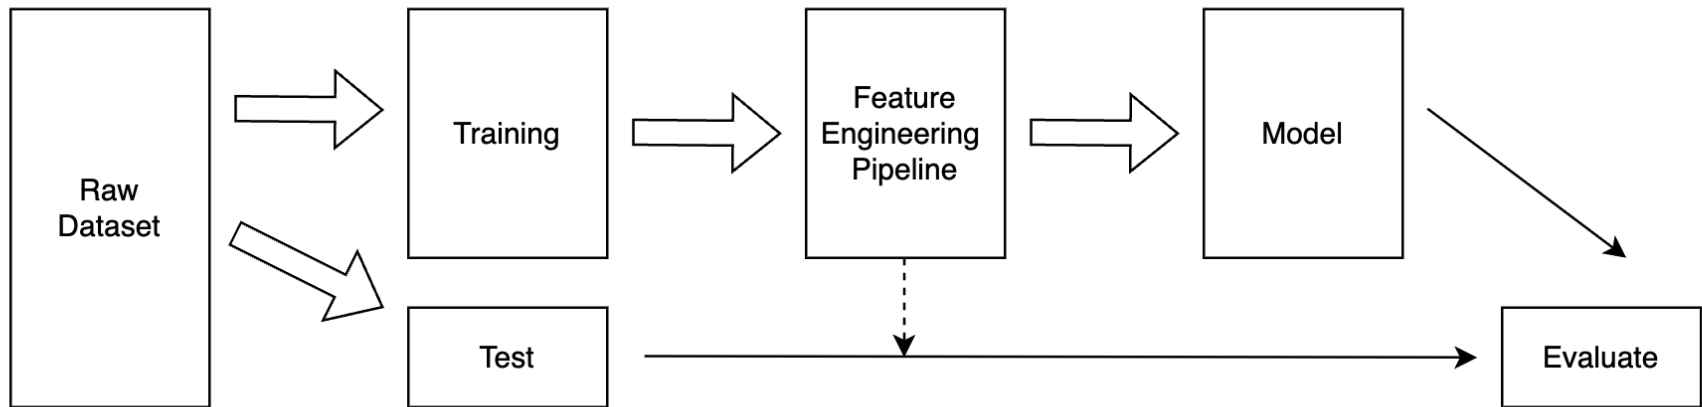 Raw
Dataset
Training
Test
Feature
Engineering
Pipeline
Model
Evaluate